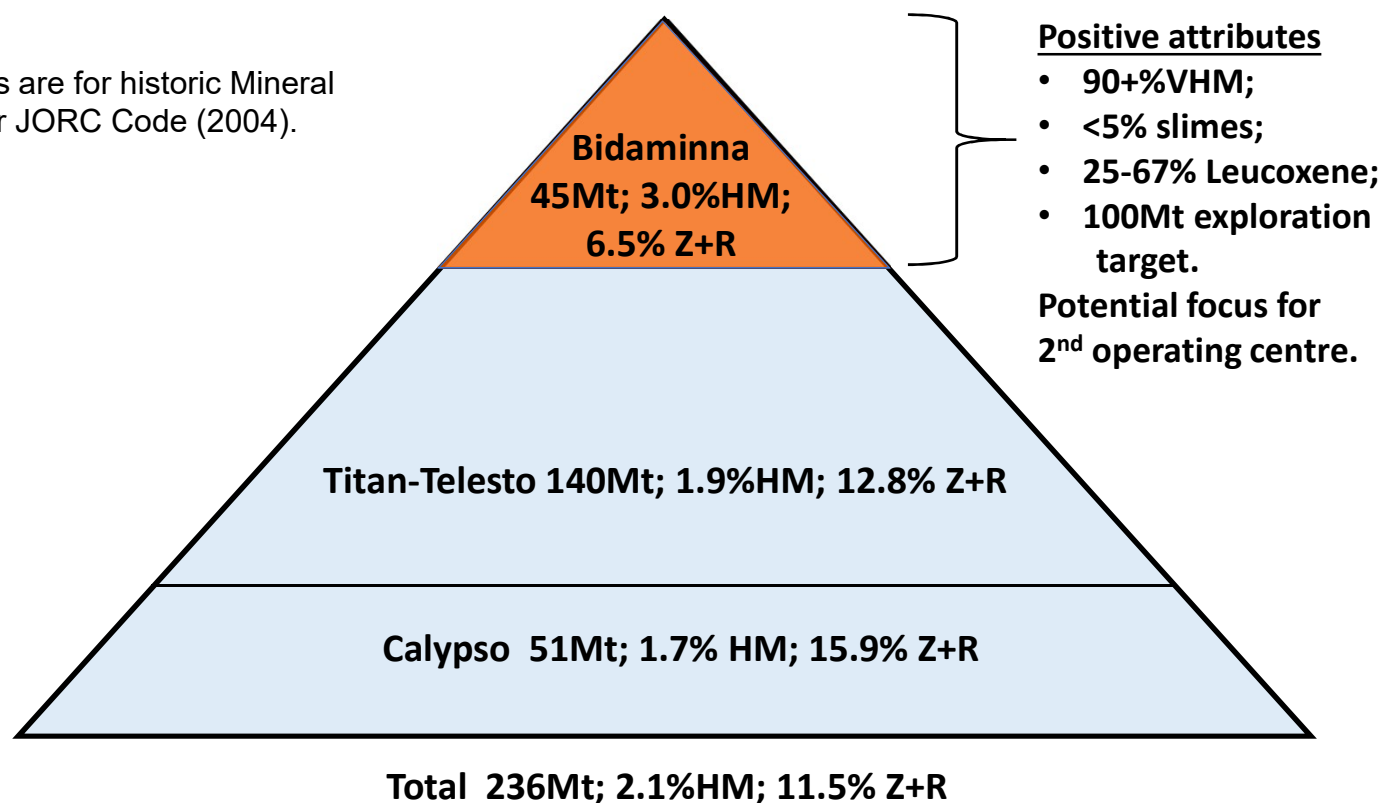 s are for historic Mineral
r JORC Code (2004).
Bidaminna
45Mt; 3.0%HM;
6.5% Z+R
Positive attributes
• 90+%VHM;
• <5% slimes;
• 25-67% Leucoxene;
• 100Mt exploration
target.
Potential focus for
2nd operating centre.
Titan-Telesto 140Mt; 1.9%HM; 12.8% Z+R
Calypso 51Mt; 1.7% HM; 15.9% Z+R
Total 236Mt; 2.1%HM; 11.5% Z+R